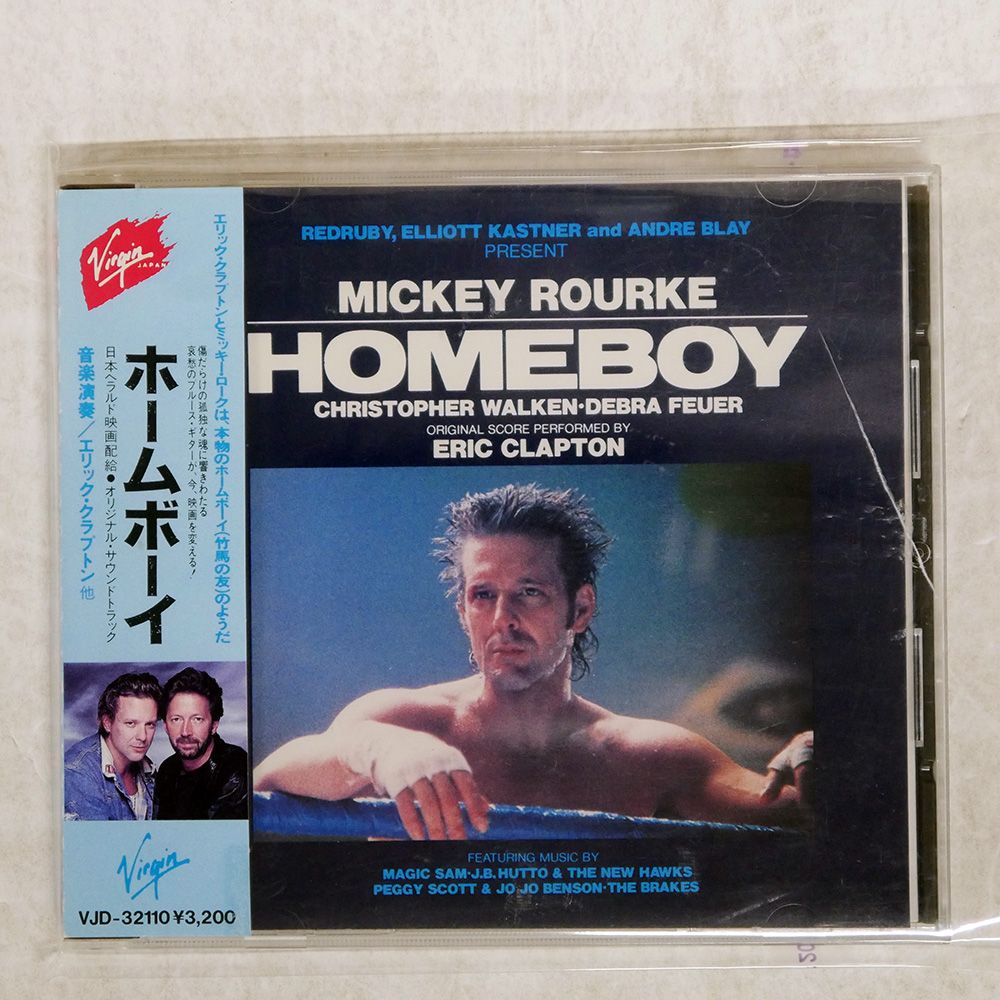 Virgin
JAPAN
エリック・クラプトンとミッキー・ロークは、本物のホームボーイ(竹馬の友)のようだ
傷だらけの孤独な魂に響きわたる
哀愁のブルース・ギターが、今、映画を変える!
ホームボーイ
日本ヘラルド映画配給●オリジナル・サウンドトラック
音楽演奏/エリック・クラプトン 他
Virgin
VJD-32110 ¥3,200
REDRUBY, ELLIOTT KASTNER and ANDRE BLAY
PRESENT
MICKEY ROURKE
HOMEBOY
CHRISTOPHER WALKEN·DEBRA FEUER
ORIGINAL SCORE PERFORMED BY
ERIC CLAPTON
FEATURING MUSIC BY
MAGIC SAM·J.B. HUTTO & THE NEW HAWKS
PEGGY SCOTT & JO JO BENSON·THE BRAKES